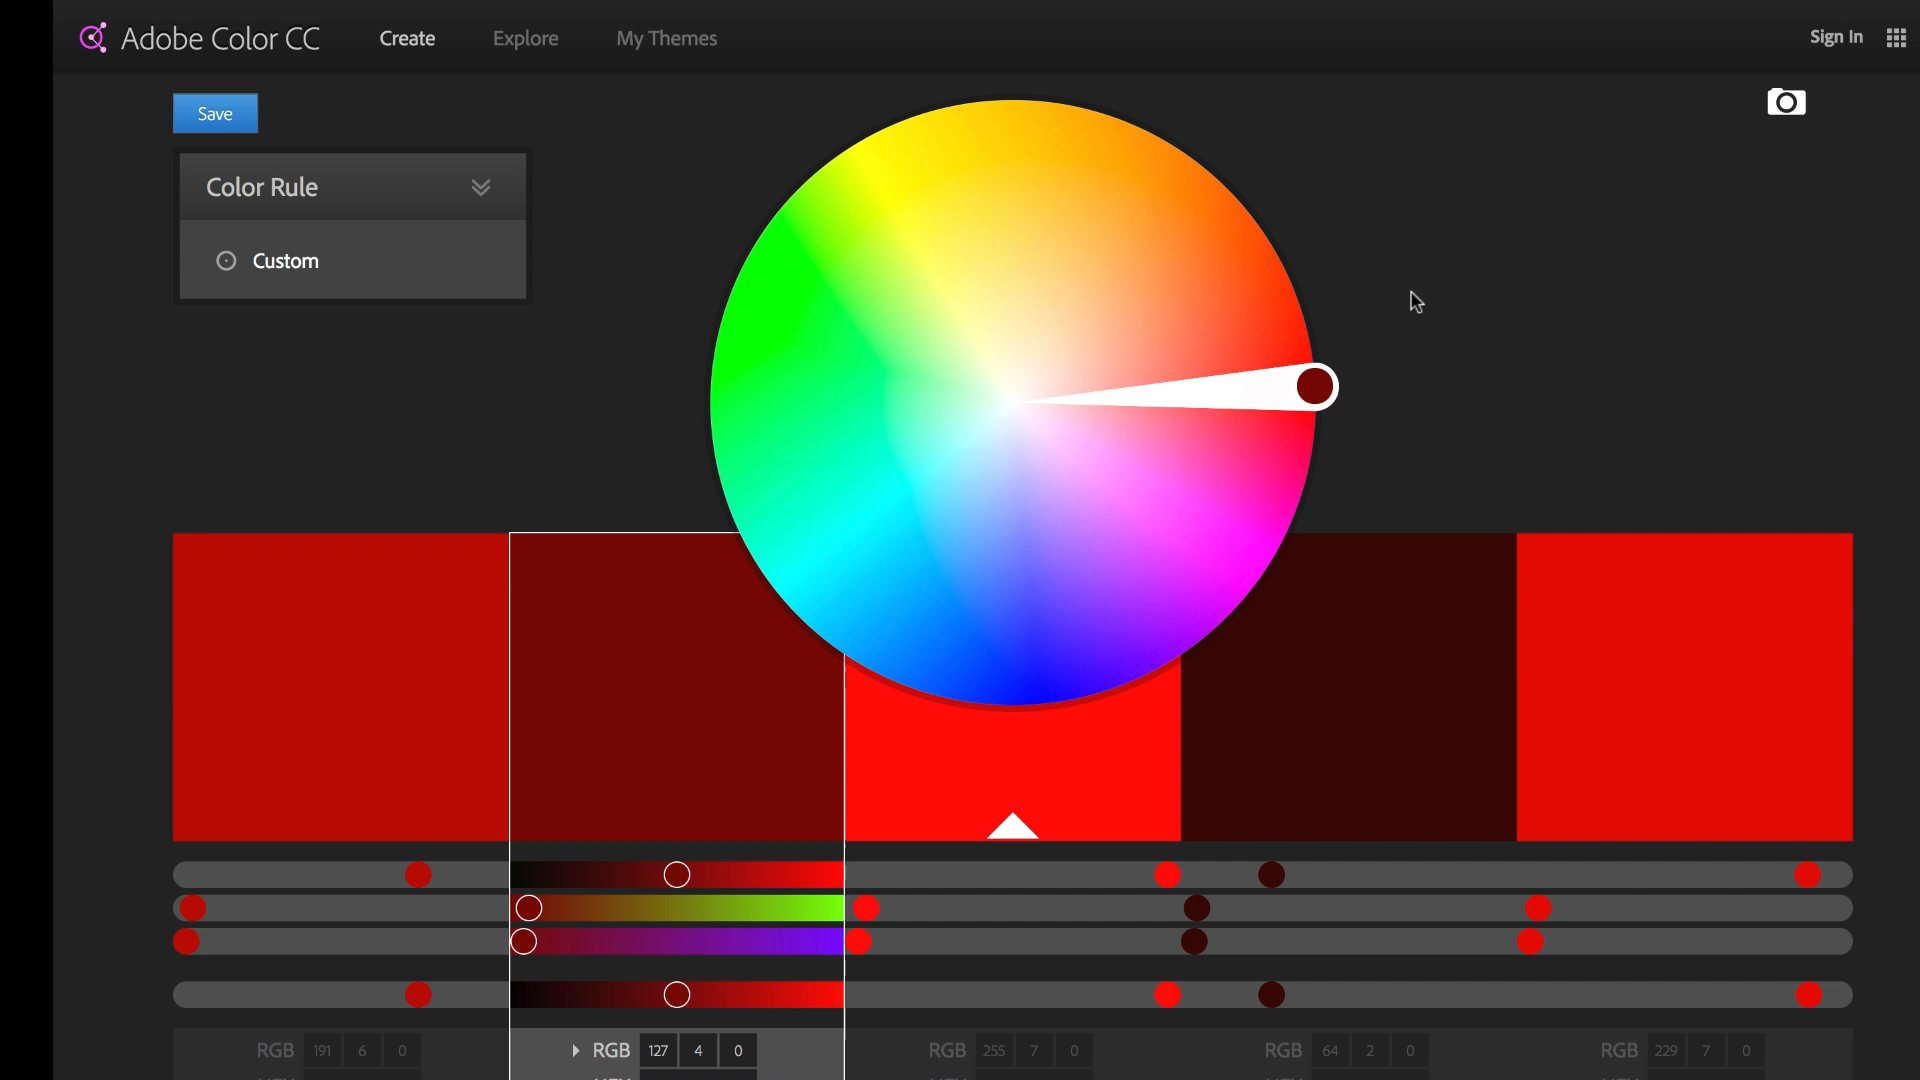 Adobe Color CC Create Explore My Themes Sign In
Save
Color Rule
Custom
RGB 191 6 0 RGB 127 4 0 RGB 255 7 0 RGB 64 2 0 RGB 229 7 0